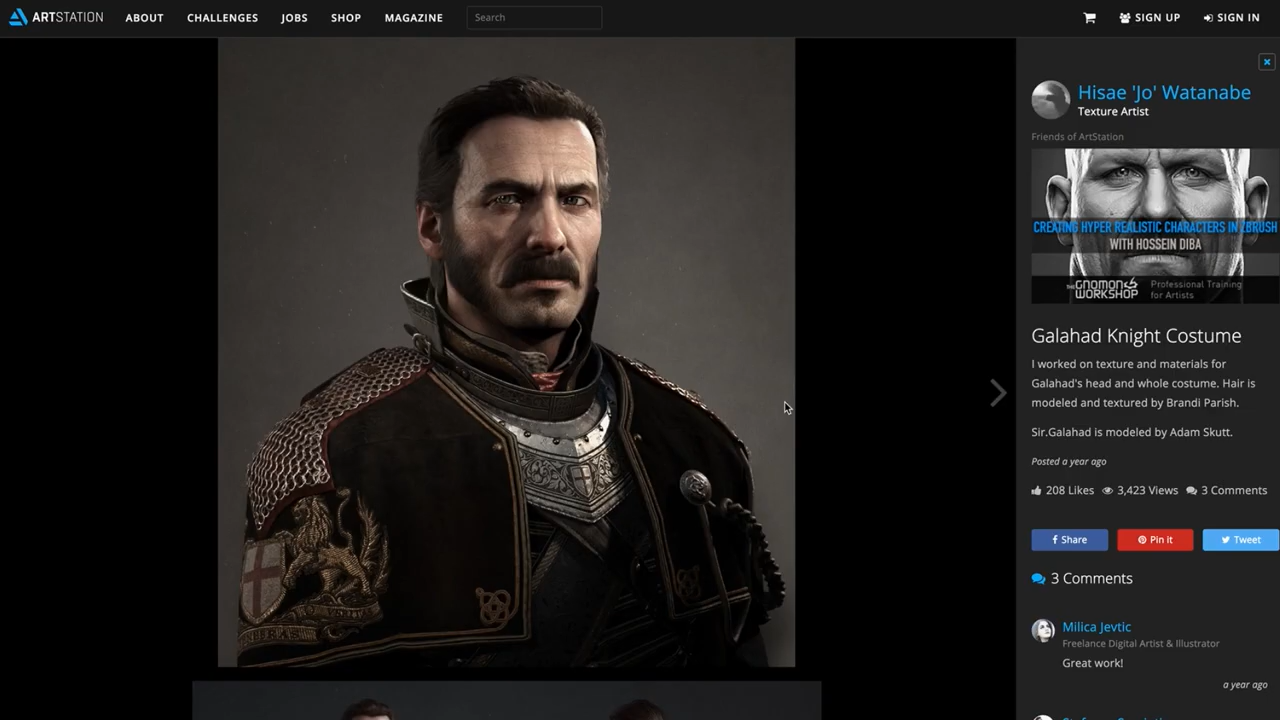 ARTSTATION ABOUT CHALLENGES JOBS SHOP MAGAZINE Search SIGN UP SIGN IN
Hisae 'Jo' Watanabe
Texture Artist
Friends of ArtStation
CREATING HYPER REALISTIC CHARACTERS IN ZBRUSH
WITH HOSSEIN DIBA
THE GNOMON WORKSHOP
Professional Training
for Artists
Galahad Knight Costume
I worked on texture and materials for
Galahad's head and whole costume. Hair is
modeled and textured by Brandi Parish.
Sir.Galahad is modeled by Adam Skutt.
Posted a year ago
208 Likes 3,423 Views 3 Comments
Share Pin it Tweet
3 Comments
Milica Jevtic
Freelance Digital Artist & Illustrator
Great work!
a year ago